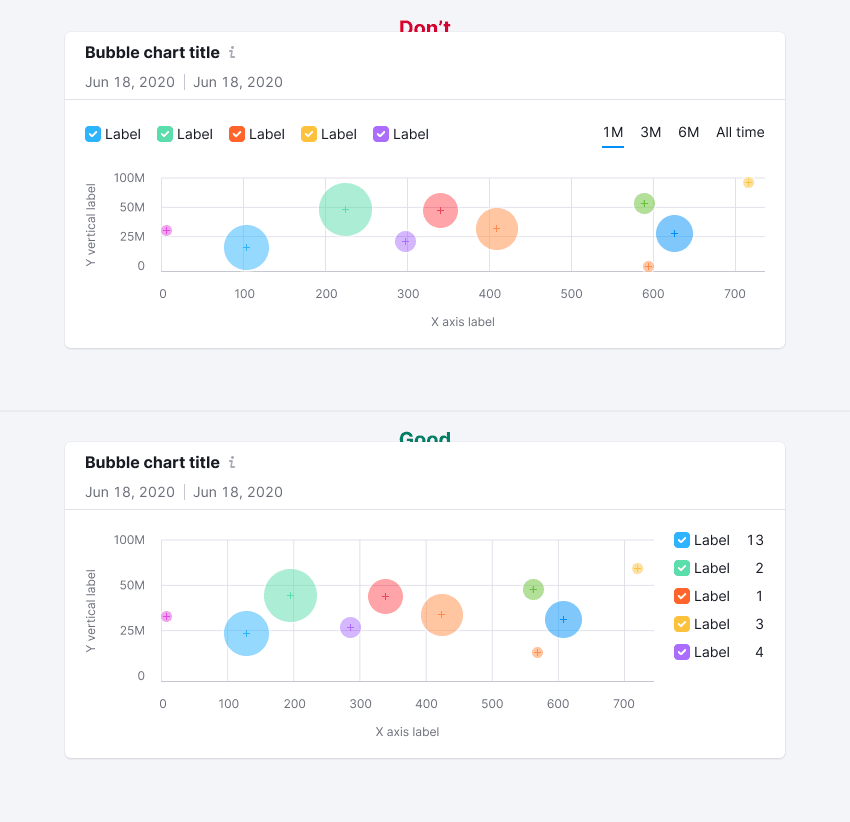 Don’t
Bubble chart title
Jun 18, 2020 Jun 18, 2020
Label Label Label Label Label 1M 3M 6M All time
100M
50M
25M
0
Y vertical label
0 100 200 300 400 500 600 700
X axis label
Good
Bubble chart title
Jun 18, 2020 Jun 18, 2020
100M
50M
25M
0
Y vertical label
0 100 200 300 400 500 600 700
X axis label
Label 13
Label 2
Label 1
Label 3
Label 4